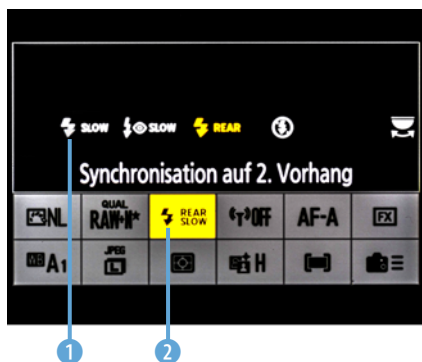 SLOW SLOW REAR
Synchronisation auf 2. Vorhang
NL QUAL RAW+N* REAR SLOW OFF AF-A FX
WB A1 JPEG L H
1 2